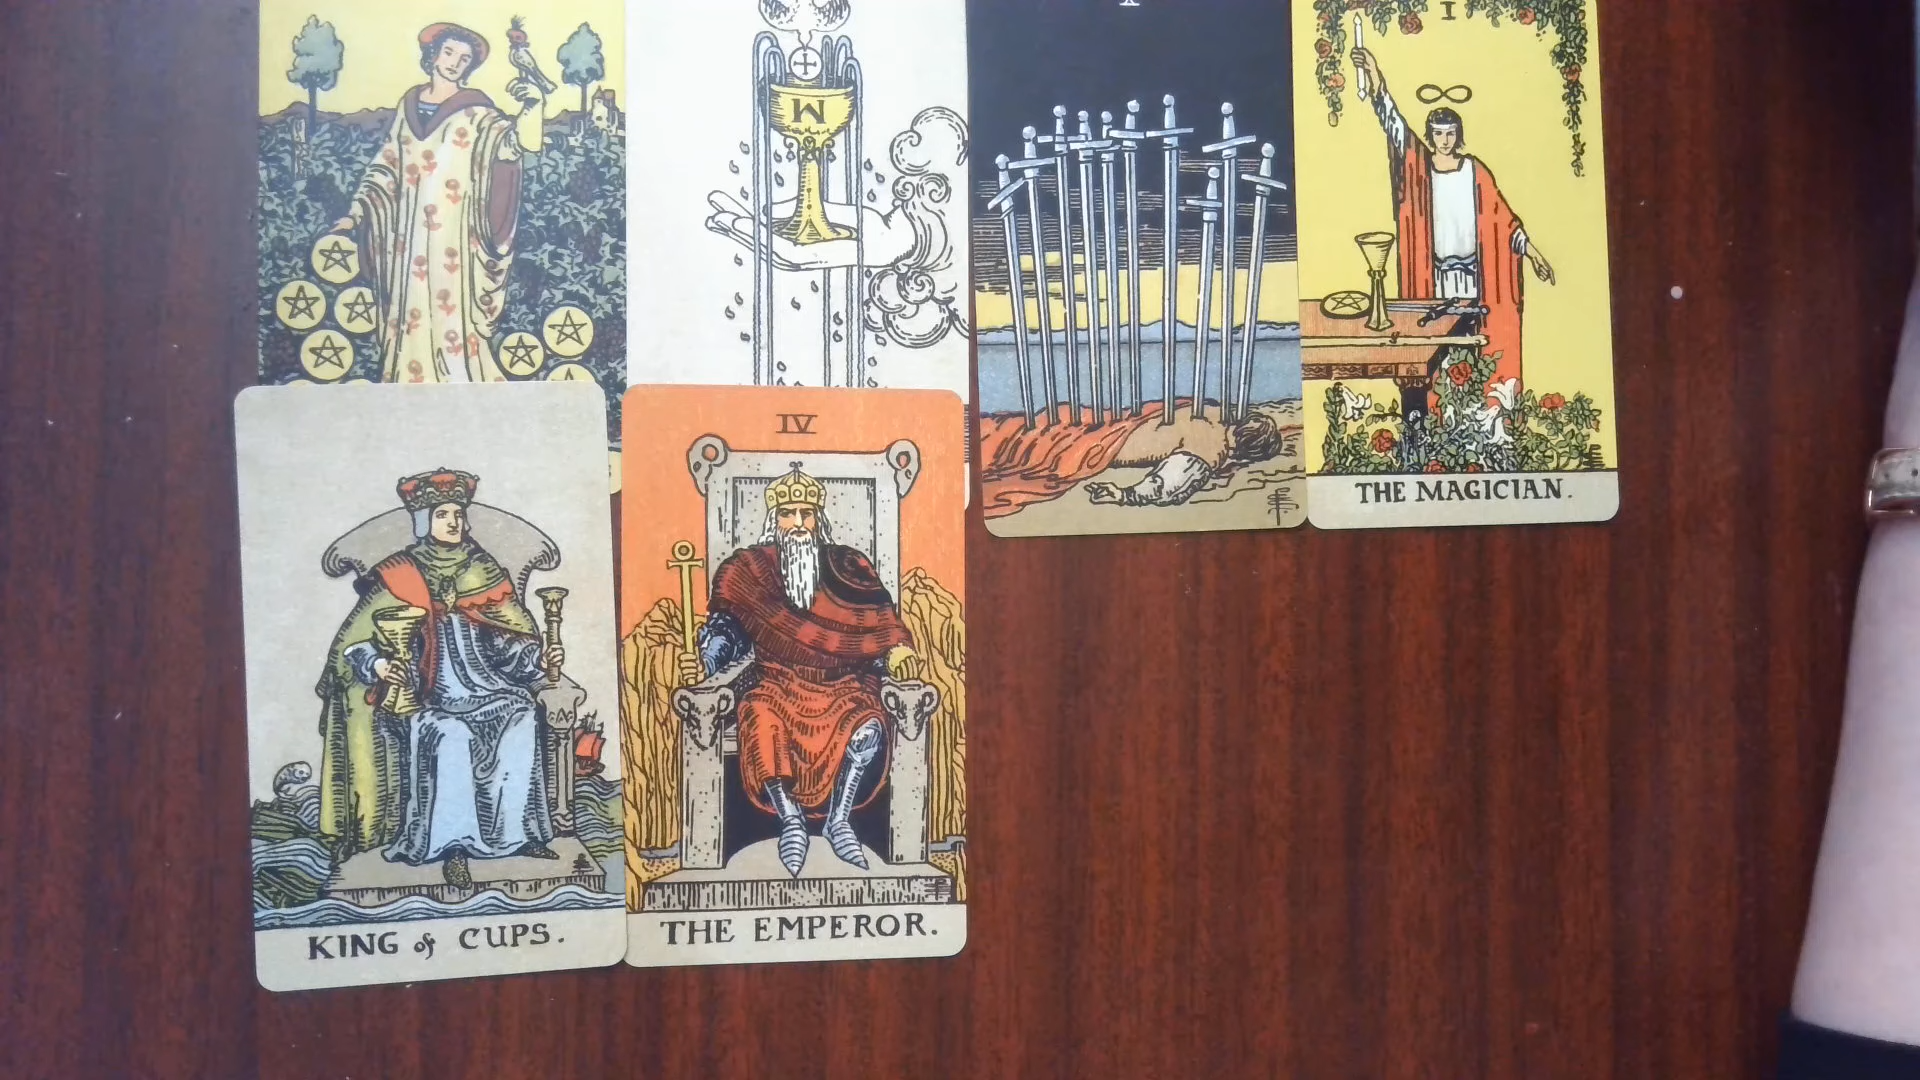 I
W
THE MAGICIAN.
IV
KING of CUPS.
THE EMPEROR.